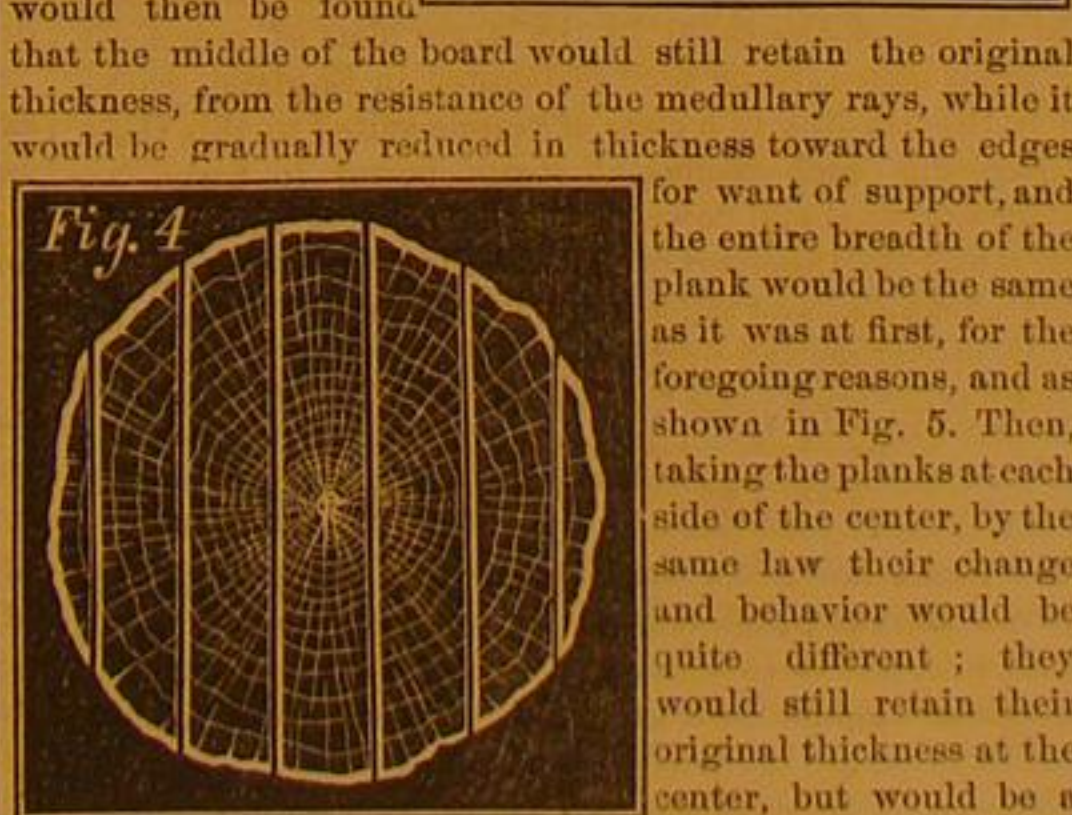 would then be found
that the middle of the board would still retain the original
thickness, from the resistance of the medullary rays, while it
would be gradually reduced in thickness toward the edges
Fig. 4
for want of support, and
the entire breadth of the
plank would be the same
as it was at first, for the
foregoing reasons, and as
shown in Fig. 5. Then,
taking the planks at each
side of the center, by the
same law their change
and behavior would be
quite different ; they
would still retain their
original thickness at the
center, but would be a